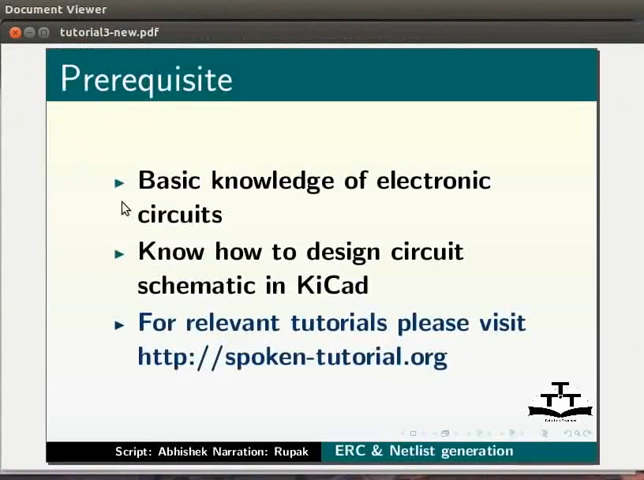 Document Viewer
tutorial3-new.pdf
Prerequisite
Basic knowledge of electronic
circuits
Know how to design circuit
schematic in KiCad
For relevant tutorials please visit
http://spoken-tutorial.org
Script: Abhishek Narration: Rupak
ERC & Netlist generation